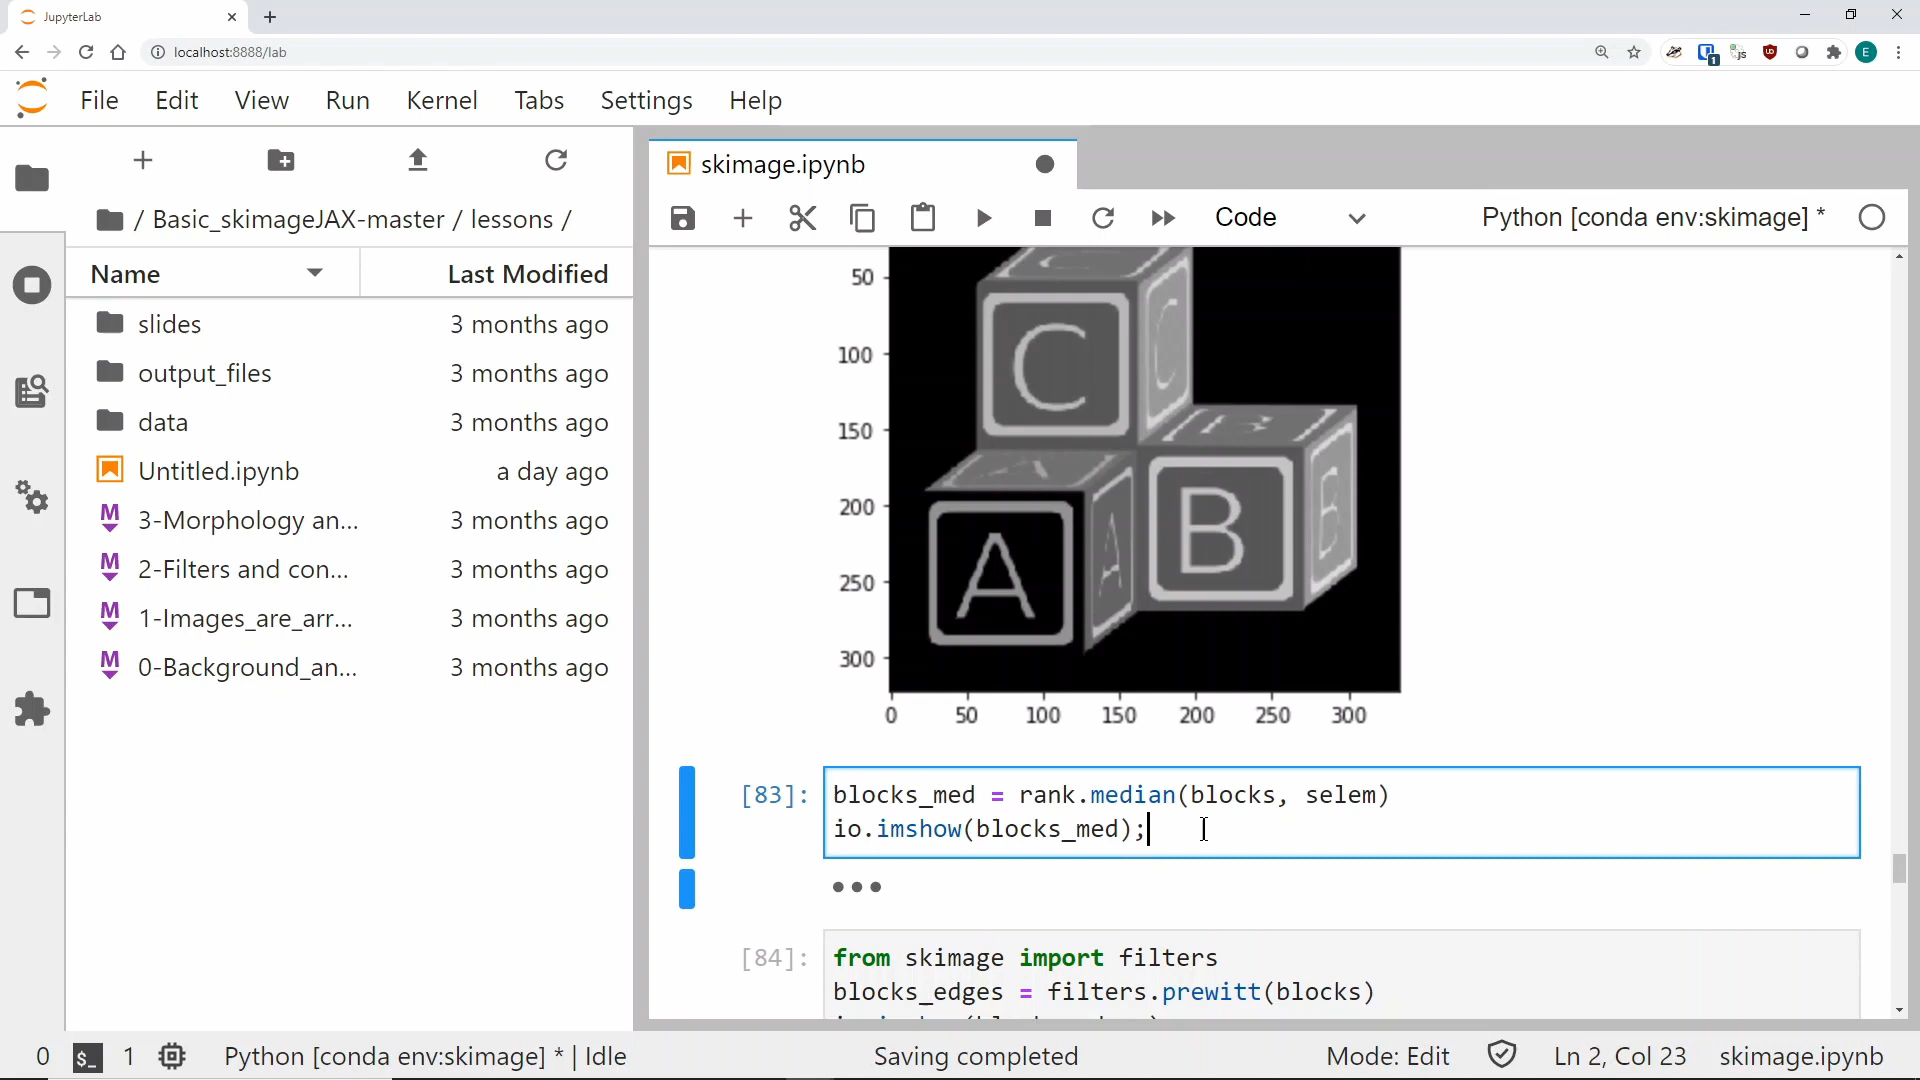 JupyterLab
localhost:8888/lab
1
JS
E
File Edit View Run Kernel Tabs Settings Help
/ Basic_skimageJAX-master / lessons /
Name Last Modified
slides 3 months ago
output_files 3 months ago
data 3 months ago
Untitled.ipynb a day ago
M 3-Morphology an... 3 months ago
M 2-Filters and con... 3 months ago
M 1-Images_are_arr... 3 months ago
M 0-Background_an... 3 months ago
skimage.ipynb
Code Python [conda env:skimage] *
50
100
150
200
250
300
C
C
C
B
A
A
A
B
B
0 50 100 150 200 250 300
[83]: blocks_med = rank.median(blocks, selem)
io.imshow(blocks_med);
[84]: from skimage import filters
blocks_edges = filters.prewitt(blocks)
0 $_ 1 Python [conda env:skimage] * | Idle Saving completed Mode: Edit Ln 2, Col 23 skimage.ipynb